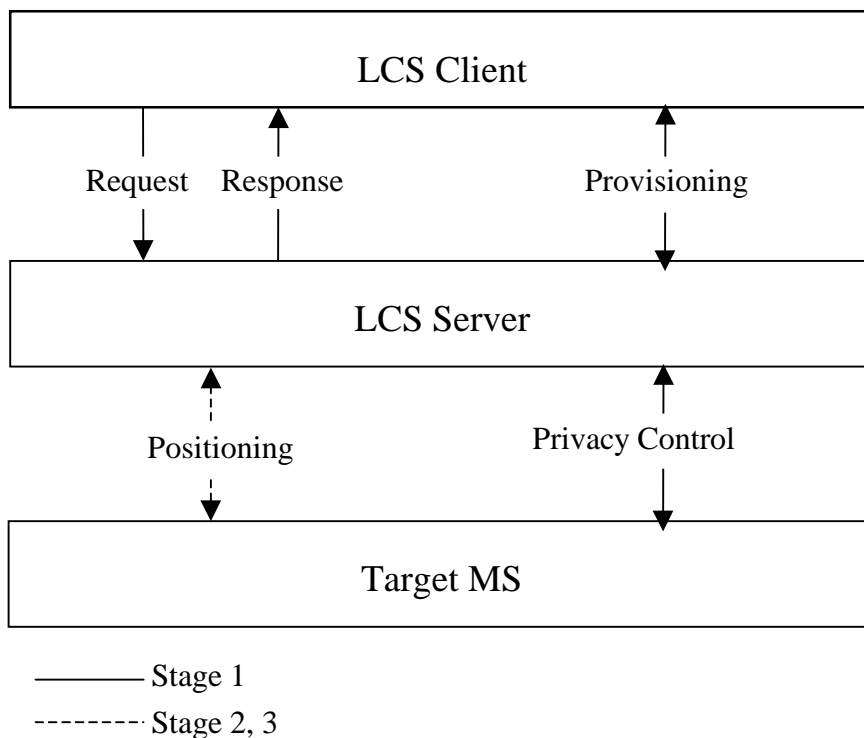 LCS Client
Request Response Provisioning
LCS Server
Positioning Privacy Control
Target MS
Stage 1
Stage 2, 3